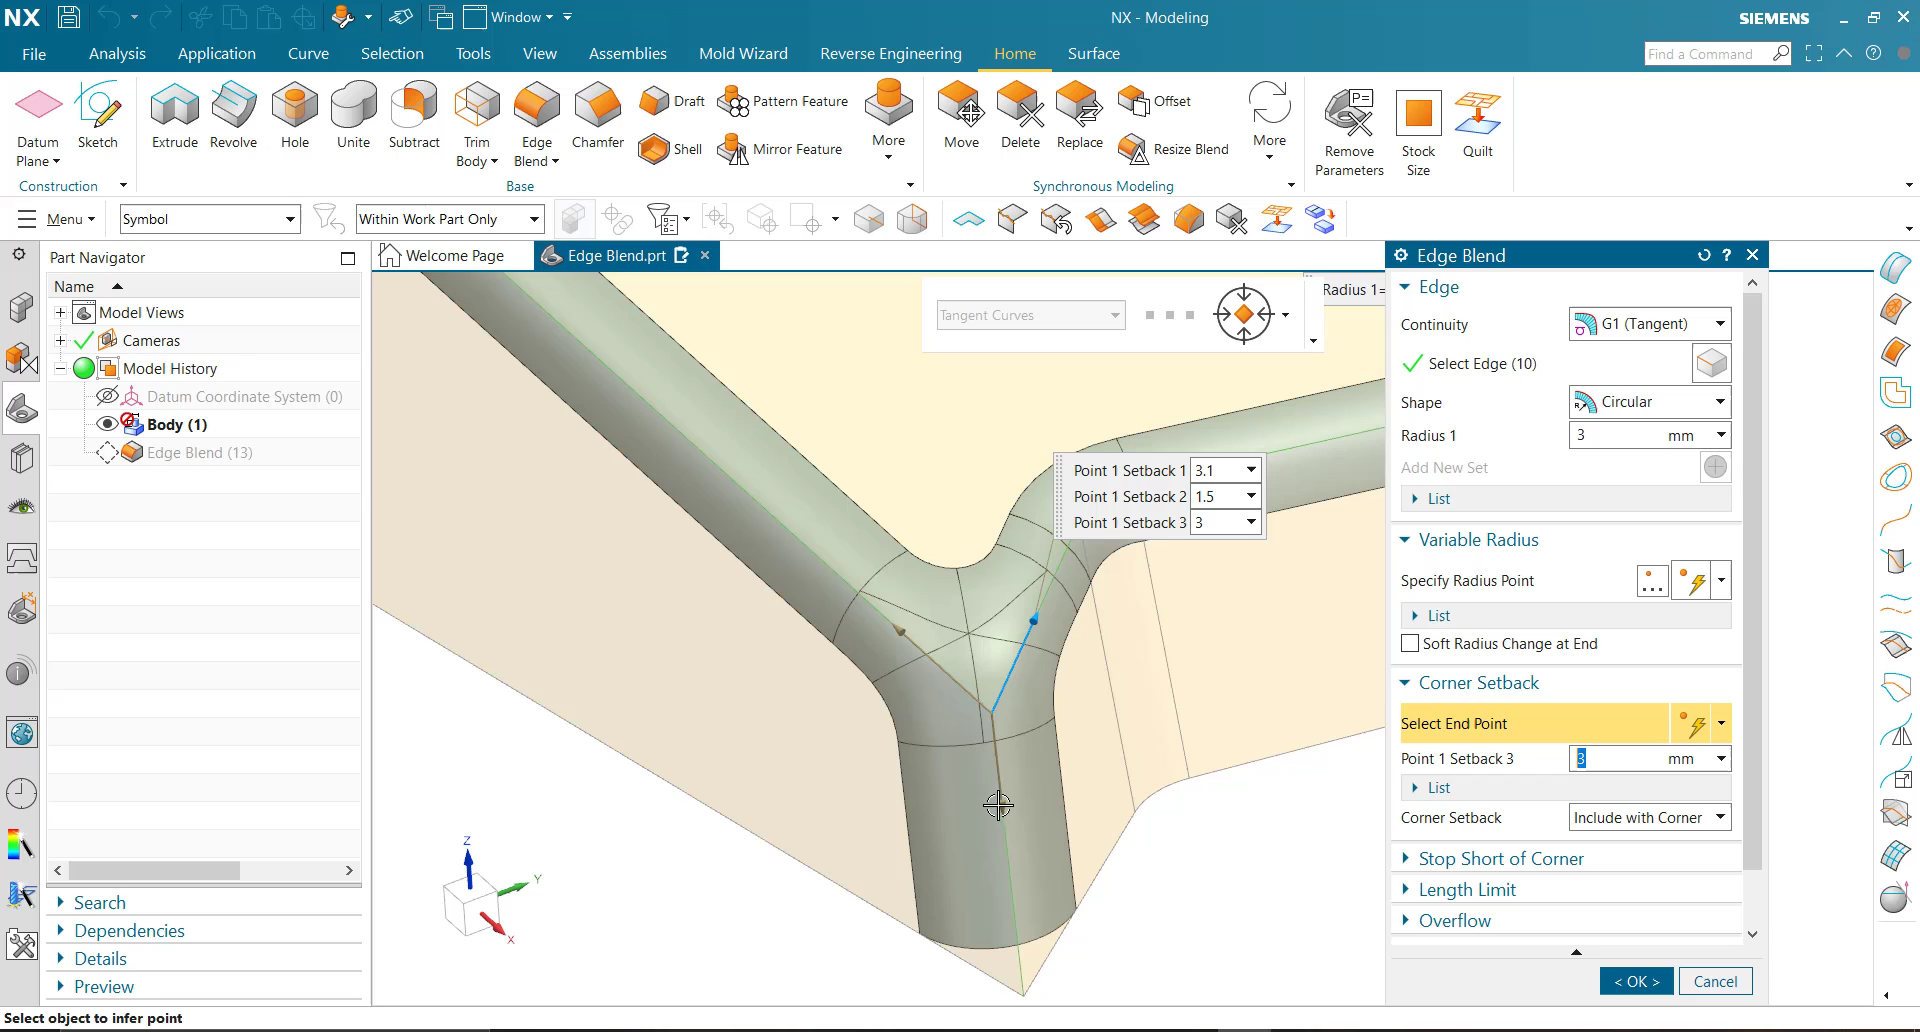 NX
Window
NX - Modeling
SIEMENS
File
Analysis
Application
Curve
Selection
Tools
View
Assemblies
Mold Wizard
Reverse Engineering
Home
Surface
Find a Command
Datum Plane
Sketch
Extrude
Revolve
Hole
Unite
Subtract
Trim Body
Edge Blend
Chamfer
Draft
Shell
Pattern Feature
Mirror Feature
More
Move
Delete
Replace
Offset
Resize Blend
More
Remove Parameters
Stock Size
Quilt
Construction
Base
Synchronous Modeling
Menu
Symbol
Within Work Part Only
Part Navigator
Name
Model Views
Cameras
Model History
Datum Coordinate System (0)
Body (1)
Edge Blend (13)
Search
Dependencies
Details
Preview
Welcome Page
Edge Blend.prt
Tangent Curves
Radius 1=
Point 1 Setback 1 3.1
Point 1 Setback 2 1.5
Point 1 Setback 3 3
Z
Y
X
Edge Blend
Edge
Continuity G1 (Tangent)
Select Edge (10)
Shape Circular
Radius 1 3 mm
Add New Set
List
Variable Radius
Specify Radius Point
List
Soft Radius Change at End
Corner Setback
Select End Point
Point 1 Setback 3 3 mm
List
Corner Setback Include with Corner
Stop Short of Corner
Length Limit
Overflow
< OK >
Cancel
Select object to infer point